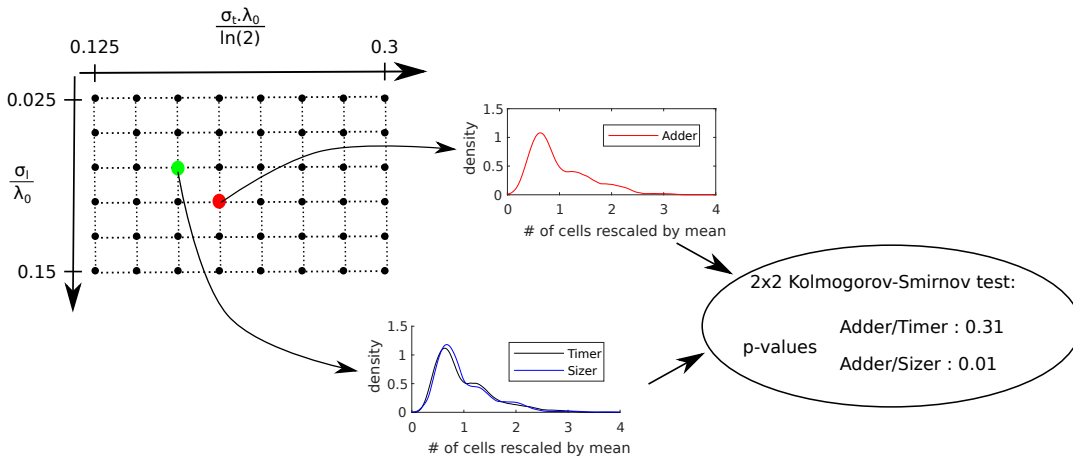 σt.λ0
ln(2)
0.125
0.3
0.025
σl
λ0
0.15
1.5
1
0.5
0
density
Adder
0 1 2 3 4
# of cells rescaled by mean
1.5
1
0.5
0
density
Timer
Sizer
0 1 2 3 4
# of cells rescaled by mean
2x2 Kolmogorov-Smirnov test:
Adder/Timer : 0.31
p-values
Adder/Sizer : 0.01